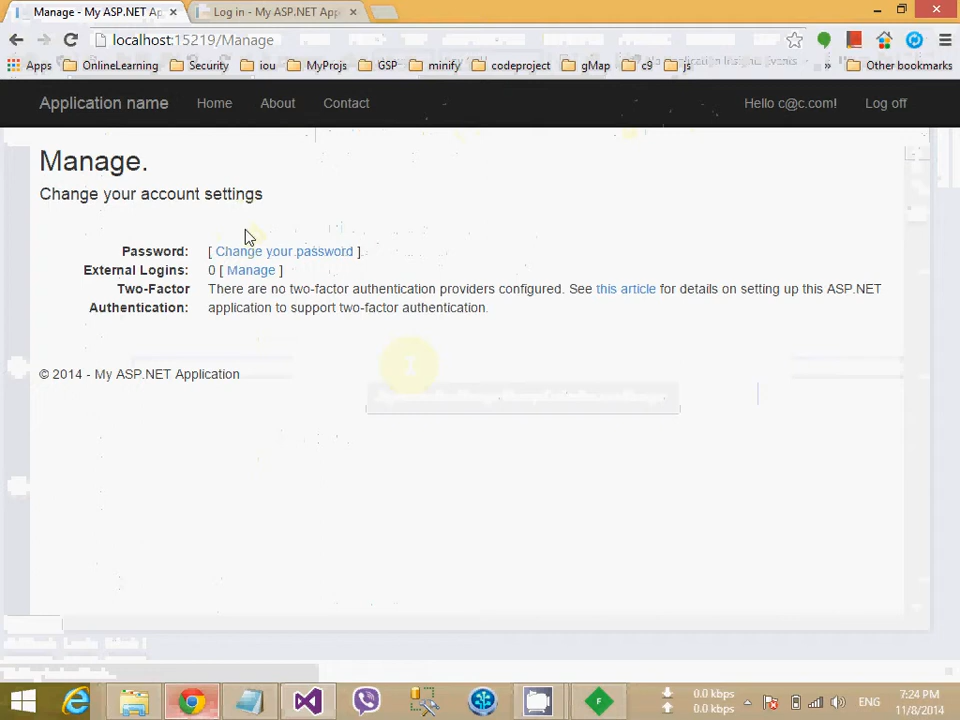 Manage - My ASP.NET Ap
Log in - My ASP.NET App
localhost:15219/Manage
Apps OnlineLearning Security iou MyProjs GSP minify codeproject gMap c9 js » Other bookmarks
Application name Home About Contact Hello c@c.com! Log off
Manage.
Change your account settings
Password: [ Change your password ]
External Logins: 0 [ Manage ]
Two-Factor There are no two-factor authentication providers configured. See this article for details on setting up this ASP.NET
Authentication: application to support two-factor authentication.
© 2014 - My ASP.NET Application
0.0 kbps
0.0 kbps
ENG
7:24 PM
11/8/2014